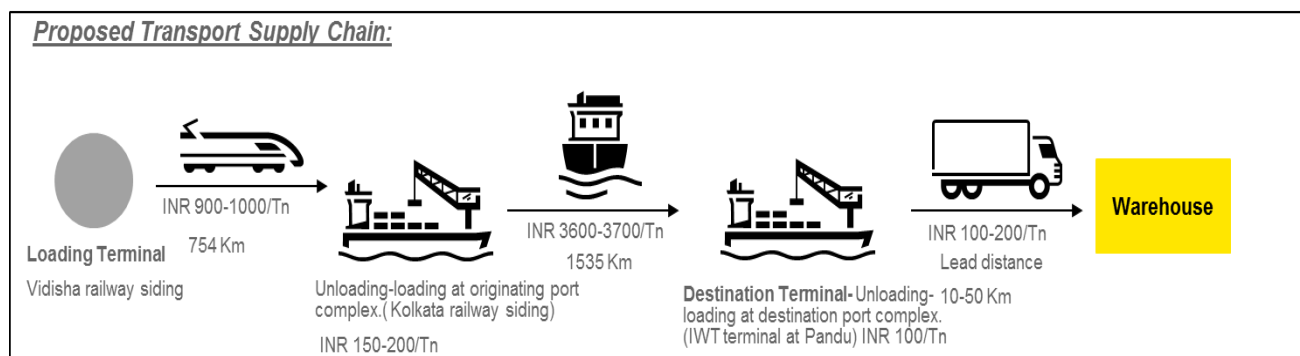 Proposed Transport Supply Chain:
INR 900-1000/Tn
754 Km
Loading Terminal
Vidisha railway siding
Unloading-loading at originating port
complex.( Kolkata railway siding)
INR 150-200/Tn
INR 3600-3700/Tn
1535 Km
Destination Terminal- Unloading-
loading at destination port complex.
(IWT terminal at Pandu) INR 100/Tn
INR 100-200/Tn
Lead distance
10-50 Km
Warehouse